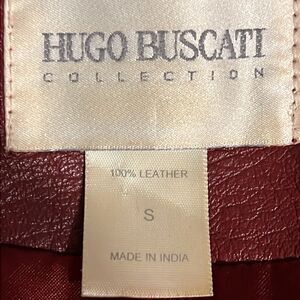 HUGO BUSCATI
COLLECTION
100% LEATHER
S
MADE IN INDIA